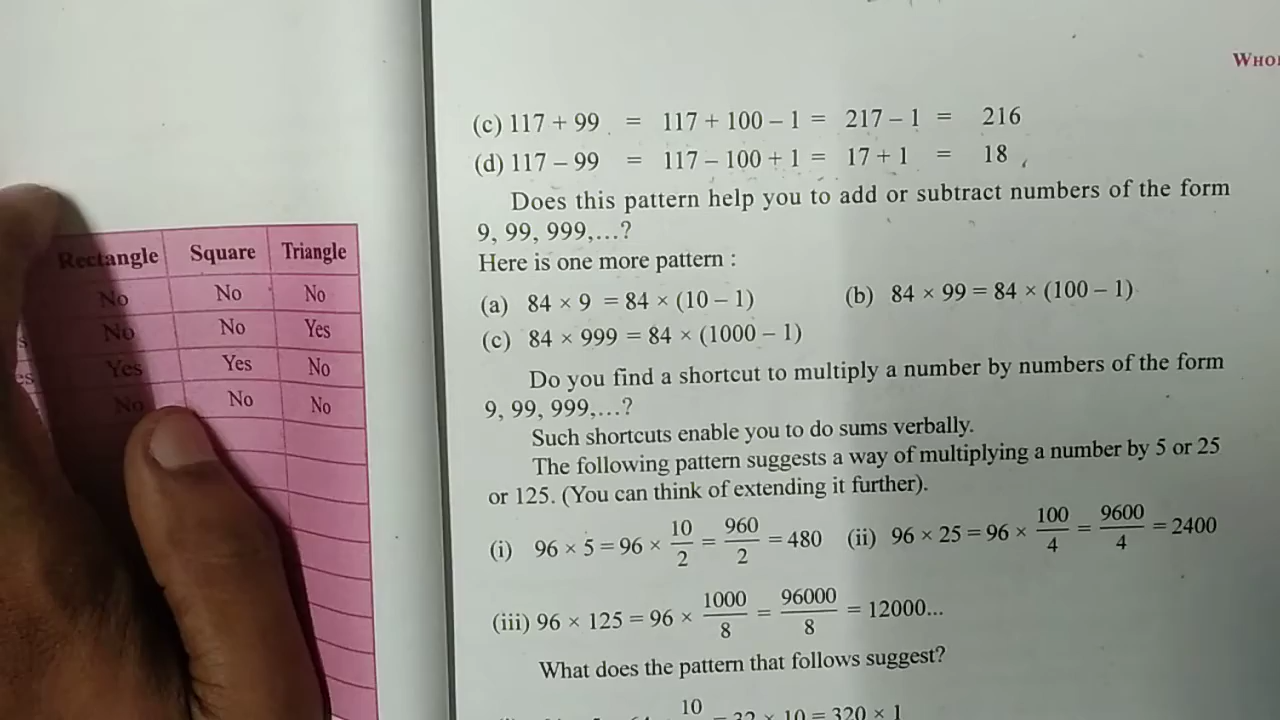 Rectangle Square Triangle
No No No
No No Yes
Yes Yes No
No No No
(c) 117 + 99 = 117 + 100 – 1 = 217 – 1 = 216
(d) 117 – 99 = 117 – 100 + 1 = 17 + 1 = 18
Does this pattern help you to add or subtract numbers of the form
9, 99, 999,…?
Here is one more pattern :
(a) 84 × 9 = 84 × (10 – 1) (b) 84 × 99 = 84 × (100 – 1)
(c) 84 × 999 = 84 × (1000 – 1)
Do you find a shortcut to multiply a number by numbers of the form
9, 99, 999,…?
Such shortcuts enable you to do sums verbally.
The following pattern suggests a way of multiplying a number by 5 or 25
or 125. (You can think of extending it further).
(i) 96 × 5 = 96 × 10/2 = 960/2 = 480 (ii) 96 × 25 = 96 × 100/4 = 9600/4 = 2400
(iii) 96 × 125 = 96 × 1000/8 = 96000/8 = 12000...
What does the pattern that follows suggest?
10 = 32 × 10 = 320 × 1